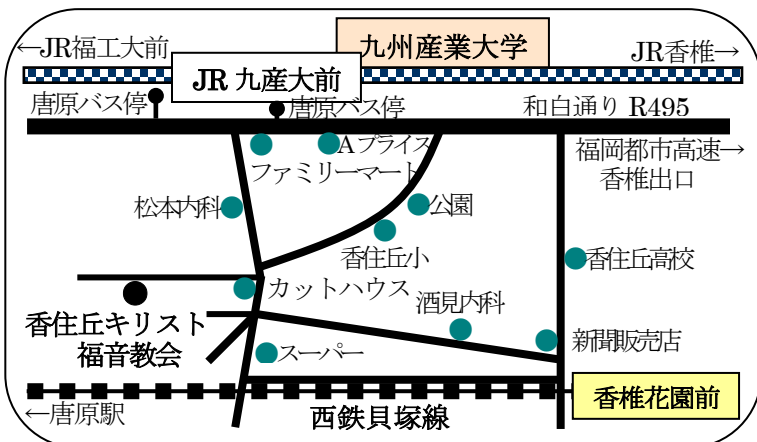 ←JR福工大前
九州産業大学
JR香椎→
JR 九産大前
唐原バス停
唐原バス停
和白通り R495
Aプライス
ファミリーマート
福岡都市高速→
香椎出口
松本内科
公園
香住丘小
香住丘高校
カットハウス
酒見内科
香住丘キリスト
福音教会
スーパー
新聞販売店
香椎花園前
←唐原駅
西鉄貝塚線